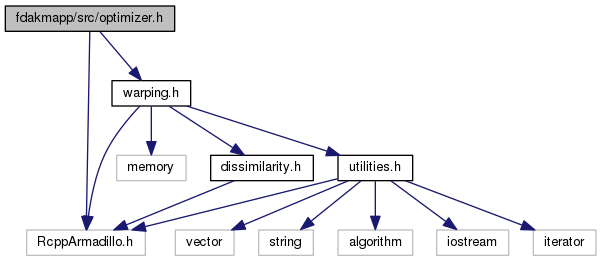 fdakmapp/src/optimizer.h
warping.h
memory
dissimilarity.h
utilities.h
RcppArmadillo.h
vector
string
algorithm
iostream
iterator